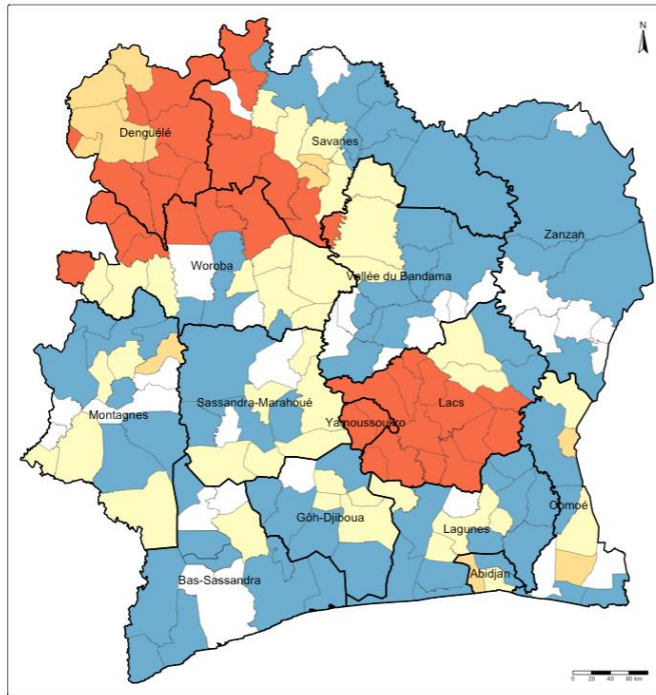 N
Denguélé
Savanes
Zanzan
Woroba
Vallée du Bandama
Montagnes
Sassandra-Marahoué
Lacs
Yamoussoukro
Comoé
Gôh-Djiboua
Lagunes
Bas-Sassandra
Abidjan
0 20 40 60 km